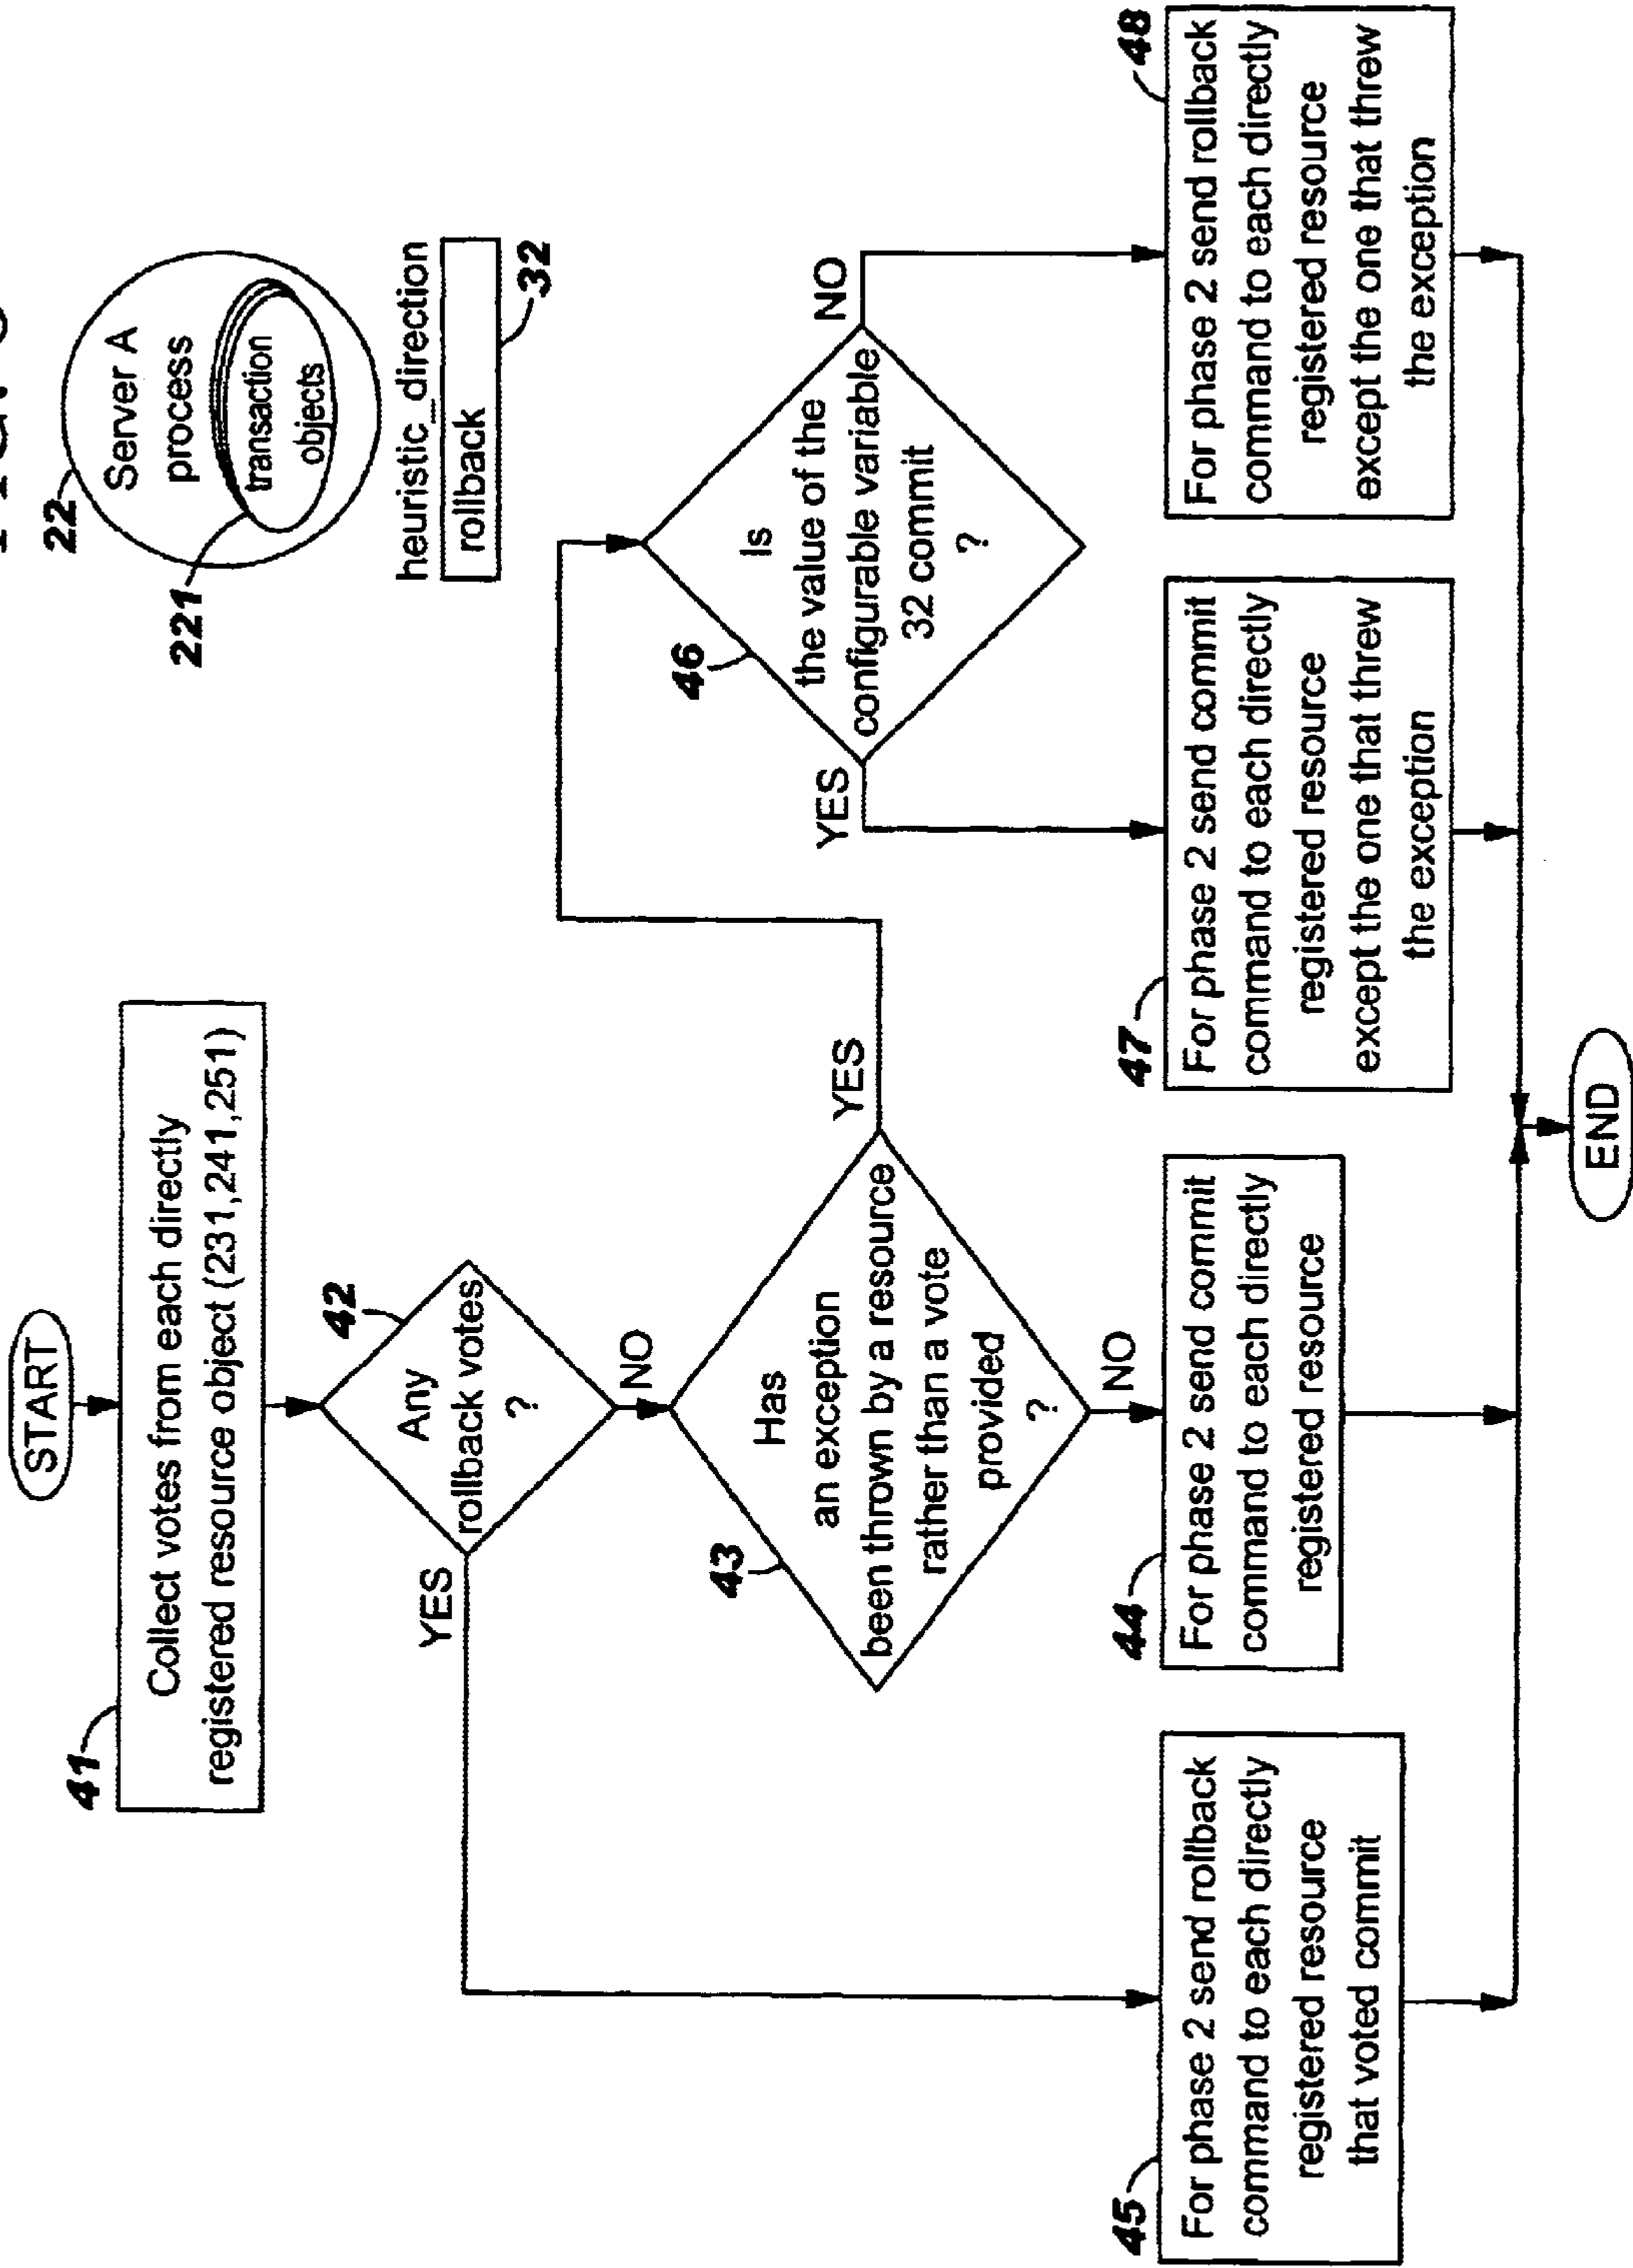 22
Server A
process
221
transaction
objects
heuristic_direction
rollback
32
START
41
Collect votes from each directly
registered resource object (231,241,251)
42
Any
rollback votes
?
YES
NO
43
Has
an exception
been thrown by a resource
rather than a vote
provided
?
YES
NO
46
Is
the value of the
configurable variable
32 commit
?
YES
NO
45
For phase 2 send rollback
command to each directly
registered resource
that voted commit
44
For phase 2 send commit
command to each directly
registered resource
47
For phase 2 send commit
command to each directly
registered resource
except the one that threw
the exception
48
For phase 2 send rollback
command to each directly
registered resource
except the one that threw
the exception
END